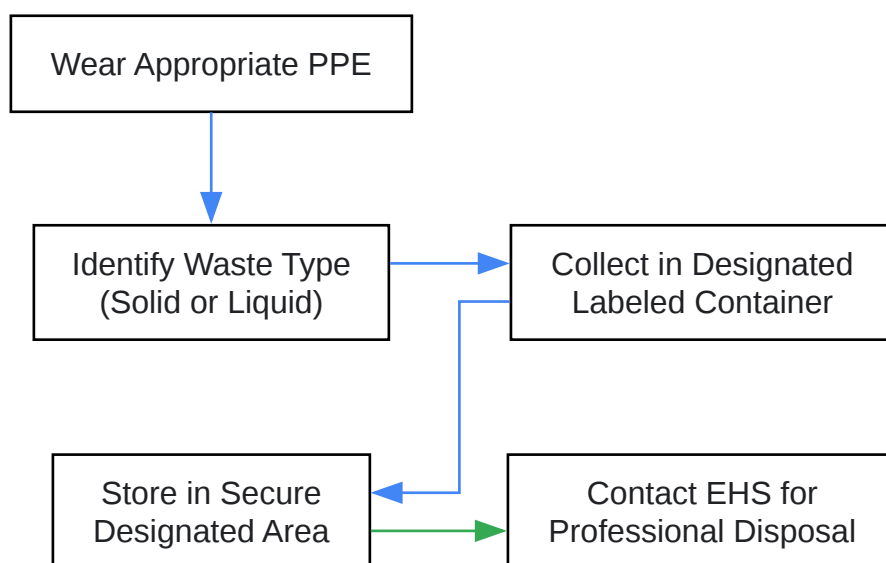 Wear Appropriate PPE
Identify Waste Type
(Solid or Liquid)
Collect in Designated
Labeled Container
Store in Secure
Designated Area
Contact EHS for
Professional Disposal